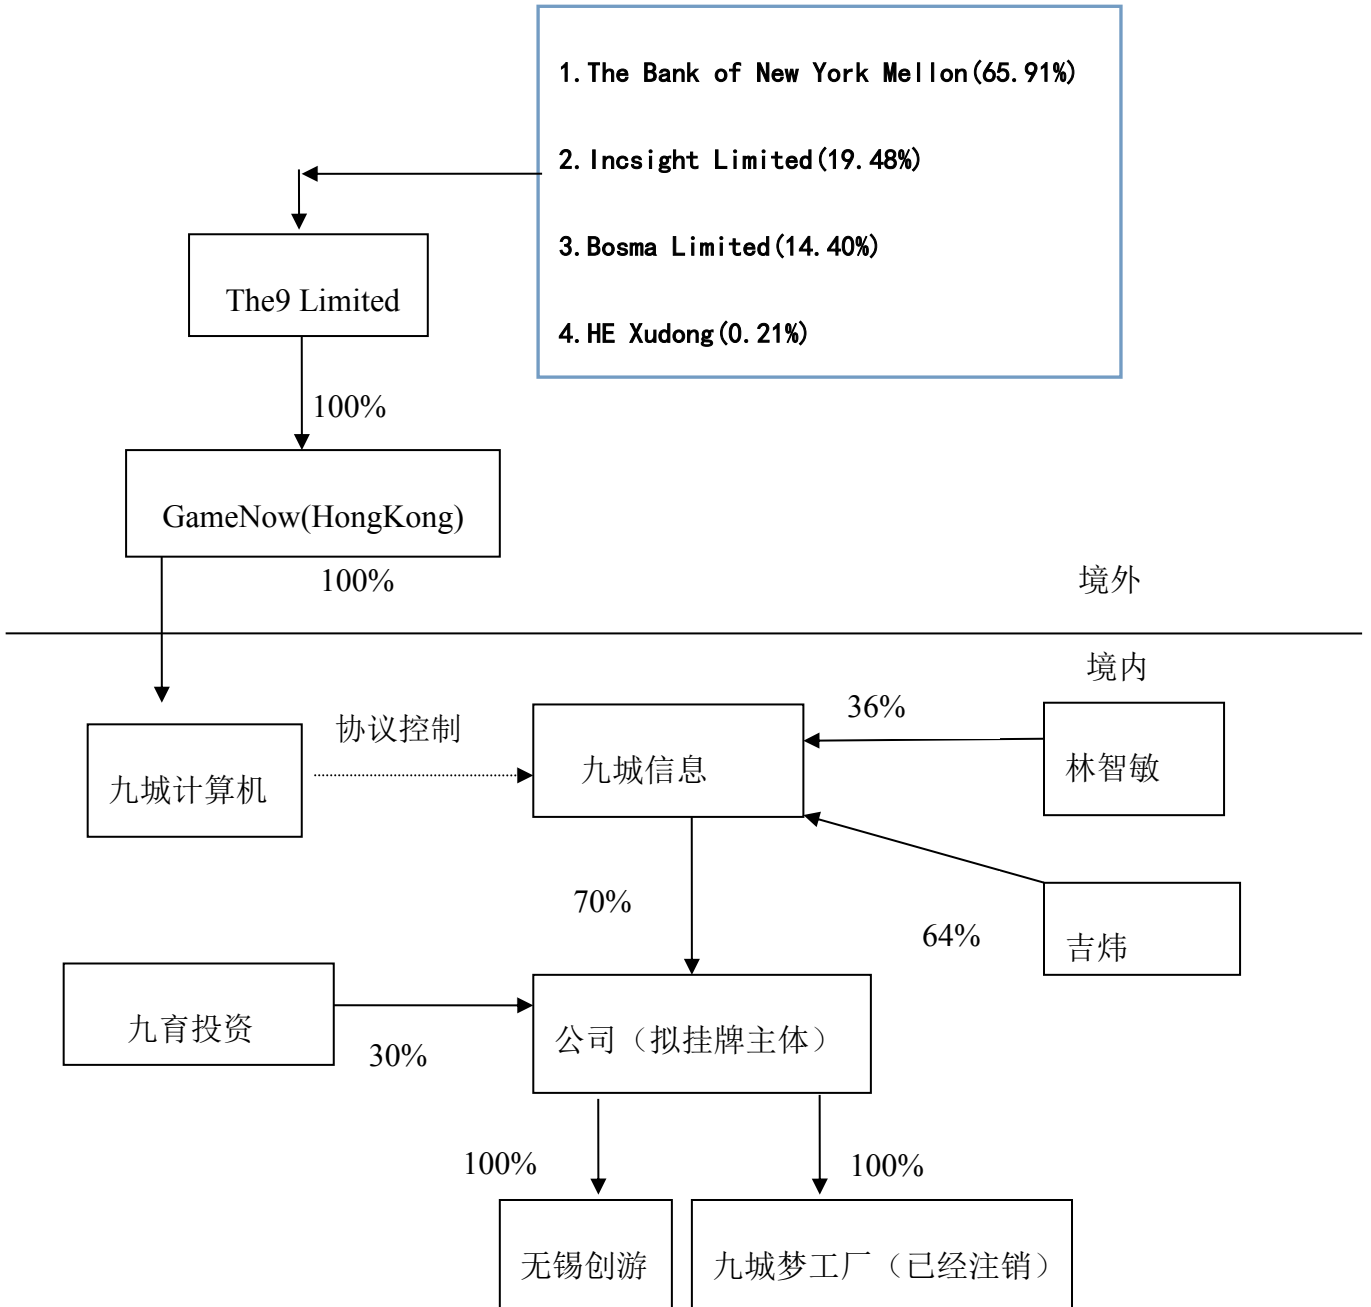 1.The Bank of New York Mellon(65.91%)
2.Incsight Limited(19.48%)
3.Bosma Limited(14.40%)
4.HE Xudong(0.21%)
The9 Limited
100%
GameNow(HongKong)
100%
境外
境内
协议控制
36%
九城计算机
九城信息
林智敏
70%
64%
吉炜
九育投资
30%
公司（拟挂牌主体）
100%
100%
无锡创游
九城梦工厂（已经注销）